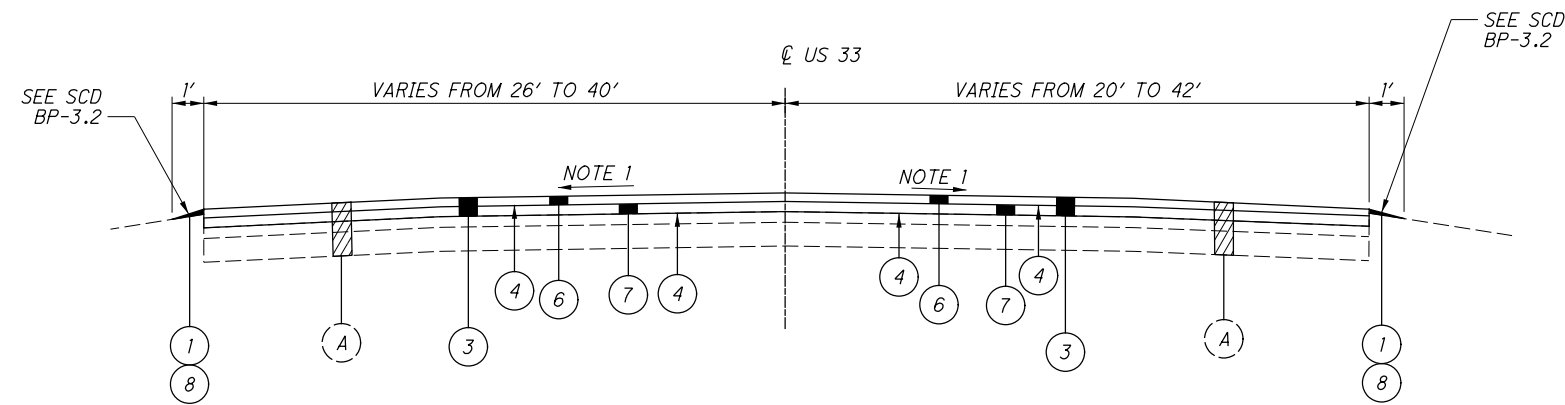 SEE SCD
BP-3.2
℄ US 33
SEE SCD
BP-3.2
1'
VARIES FROM 26' TO 40'
VARIES FROM 20' TO 42'
1'
NOTE 1
NOTE 1
4
6
7
4
4
6
7
4
1
8
A
3
3
A
1
8